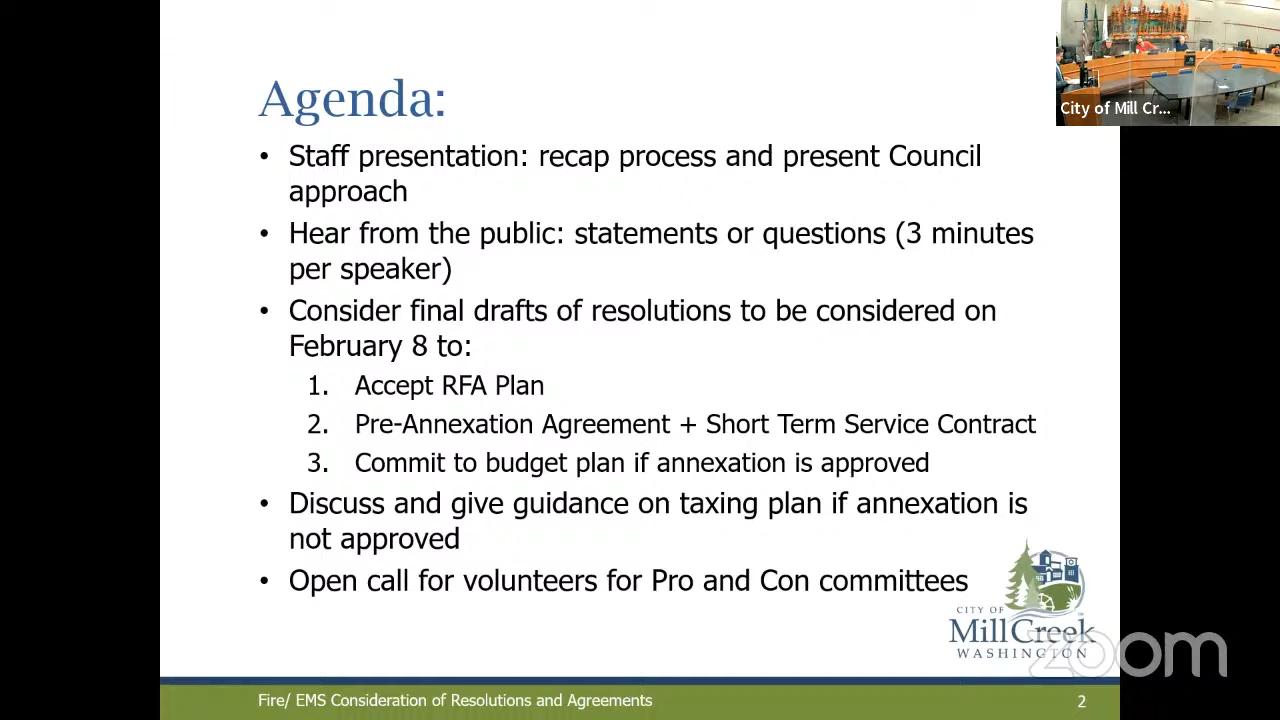 Agenda:
• Staff presentation: recap process and present Council
approach
• Hear from the public: statements or questions (3 minutes
per speaker)
• Consider final drafts of resolutions to be considered on
February 8 to:
1. Accept RFA Plan
2. Pre-Annexation Agreement + Short Term Service Contract
3. Commit to budget plan if annexation is approved
• Discuss and give guidance on taxing plan if annexation is
not approved
• Open call for volunteers for Pro and Con committees
CITY OF
Mill Creek
WASHINGTON
zoom
Fire/ EMS Consideration of Resolutions and Agreements
2
City of Mill Cr...